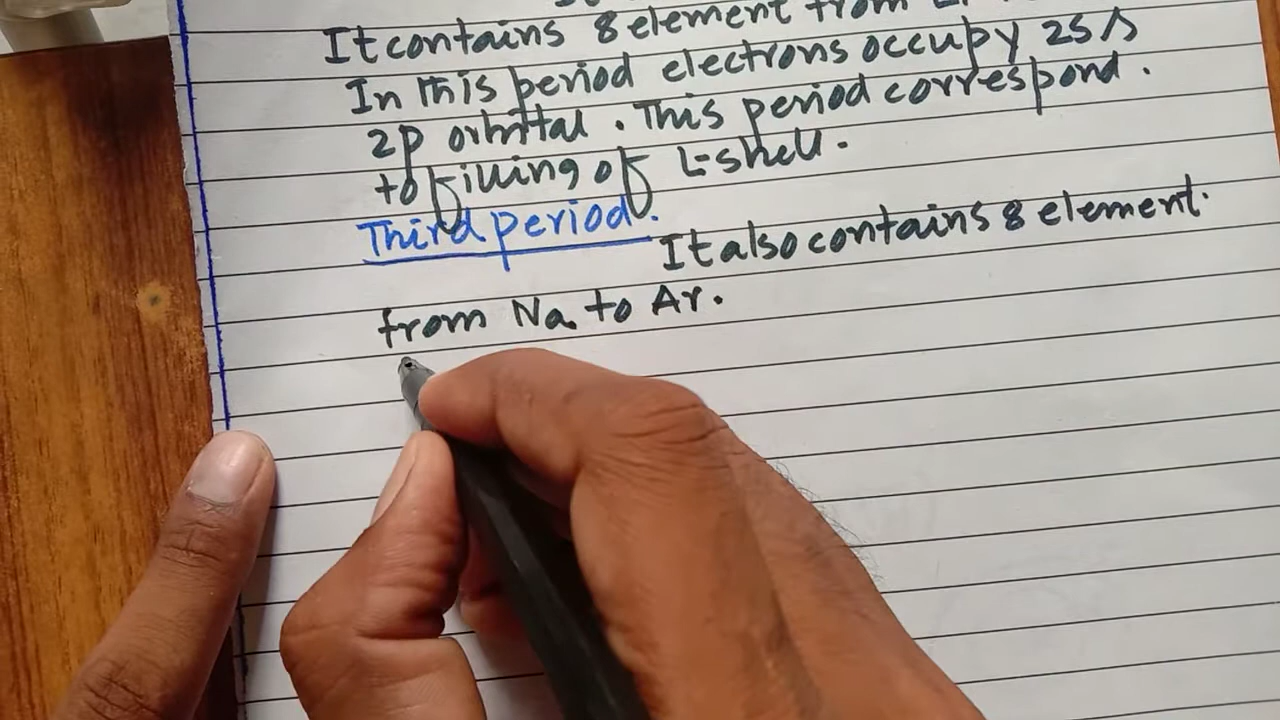 It contains 8 element from
In this period electrons occupy 2S &
2p orbital . This period correspond .
to filling of L-shell .
Third period .
It also contains 8 element .
from Na to Ar .